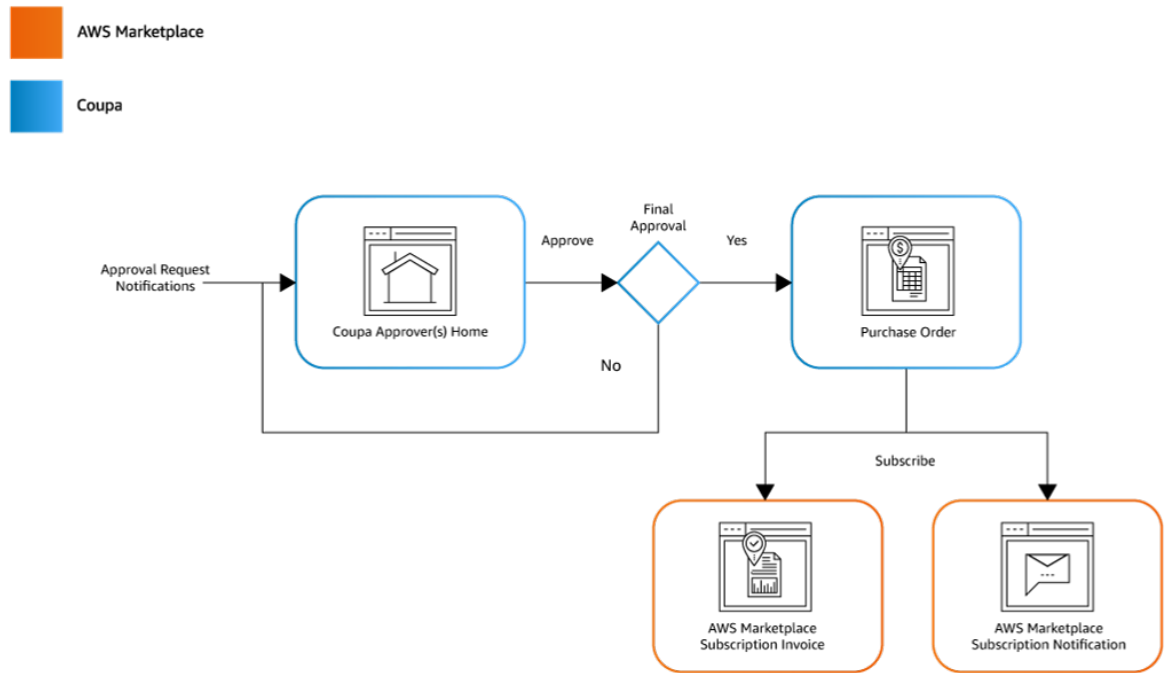 AWS Marketplace
Coupa
Approval Request
Notifications
Coupa Approver(s) Home
Approve
Final
Approval
Yes
No
$
Purchase Order
Subscribe
AWS Marketplace
Subscription Invoice
AWS Marketplace
Subscription Notification